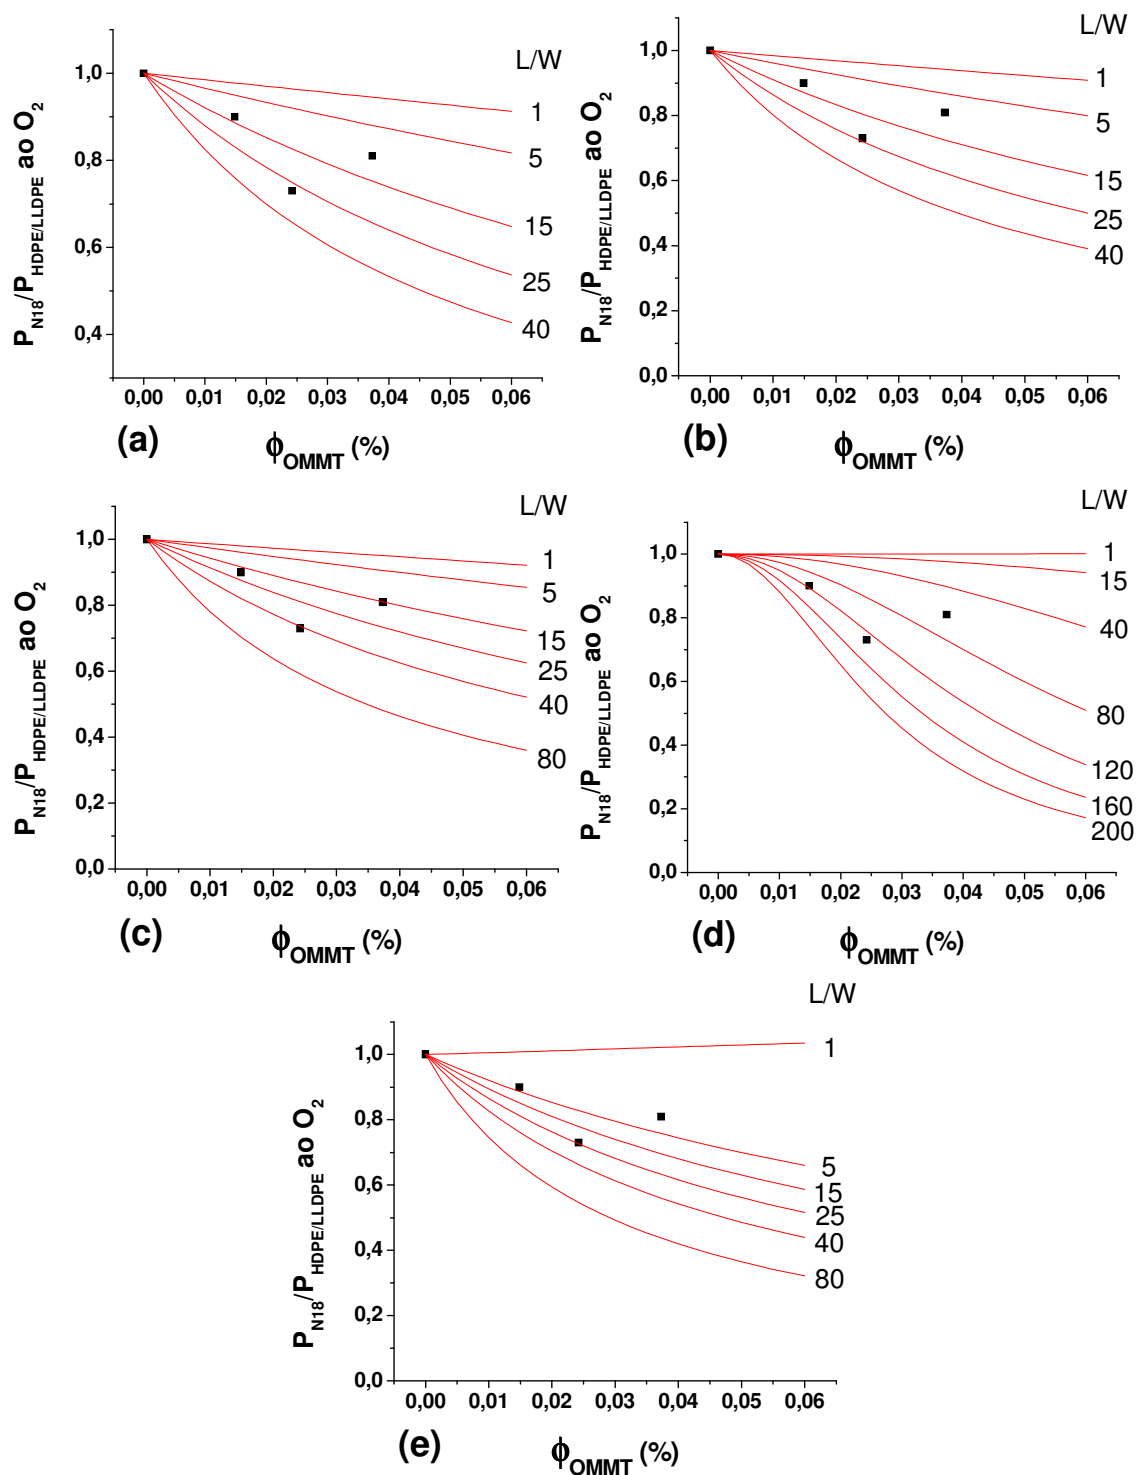 L/W
P_N18/P_HDPE/LLDPE ao O_2
1,0
0,8
0,6
0,4
1
5
15
25
40
0,00 0,01 0,02 0,03 0,04 0,05 0,06
(a) ϕ_OMMT (%)
L/W
P_N18/P_HDPE/LLDPE ao O_2
1,0
0,8
0,6
0,4
0,2
0,0
1
5
15
25
40
0,00 0,01 0,02 0,03 0,04 0,05 0,06
(b) ϕ_OMMT (%)
L/W
P_N18/P_HDPE/LLDPE ao O_2
1,0
0,8
0,6
0,4
0,2
0,0
1
5
15
25
40
80
0,00 0,01 0,02 0,03 0,04 0,05 0,06
(c) ϕ_OMMT (%)
L/W
P_N18/P_HDPE/LLDPE ao O_2
1,0
0,8
0,6
0,4
0,2
0,0
1
15
40
80
120
160
200
0,00 0,01 0,02 0,03 0,04 0,05 0,06
(d) ϕ_OMMT (%)
L/W
P_N18/P_HDPE/LLDPE ao O_2
1,0
0,8
0,6
0,4
0,2
0,0
1
5
15
25
40
80
0,00 0,01 0,02 0,03 0,04 0,05 0,06
(e) ϕ_OMMT (%)